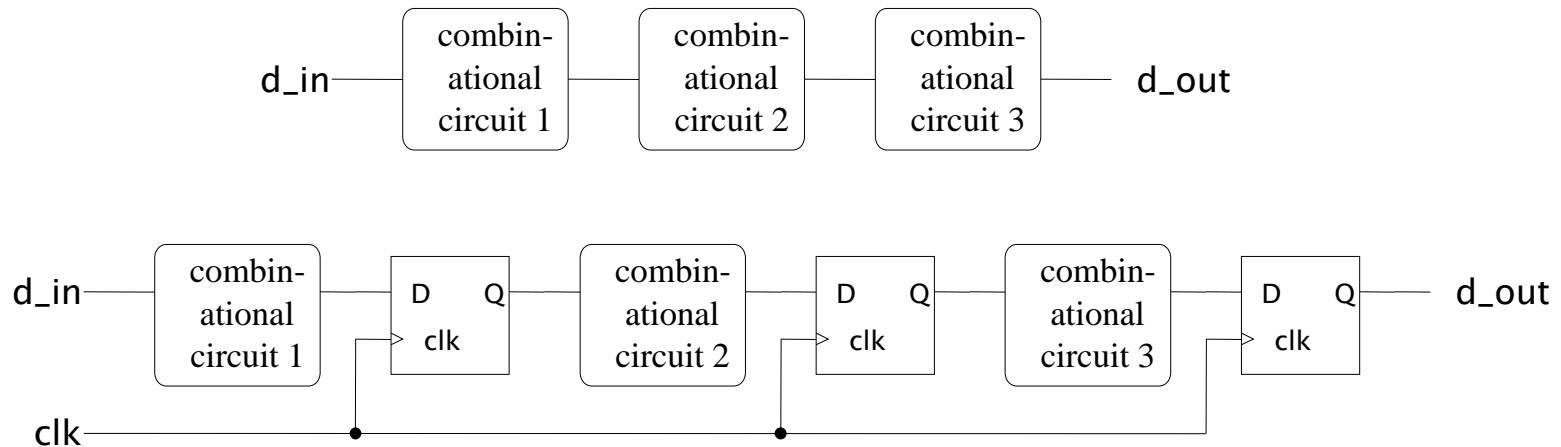 d_in
combin-
ational
circuit 1
combin-
ational
circuit 2
combin-
ational
circuit 3
d_out
d_in
combin-
ational
circuit 1
D Q
clk
combin-
ational
circuit 2
D Q
clk
combin-
ational
circuit 3
D Q
clk
d_out
clk